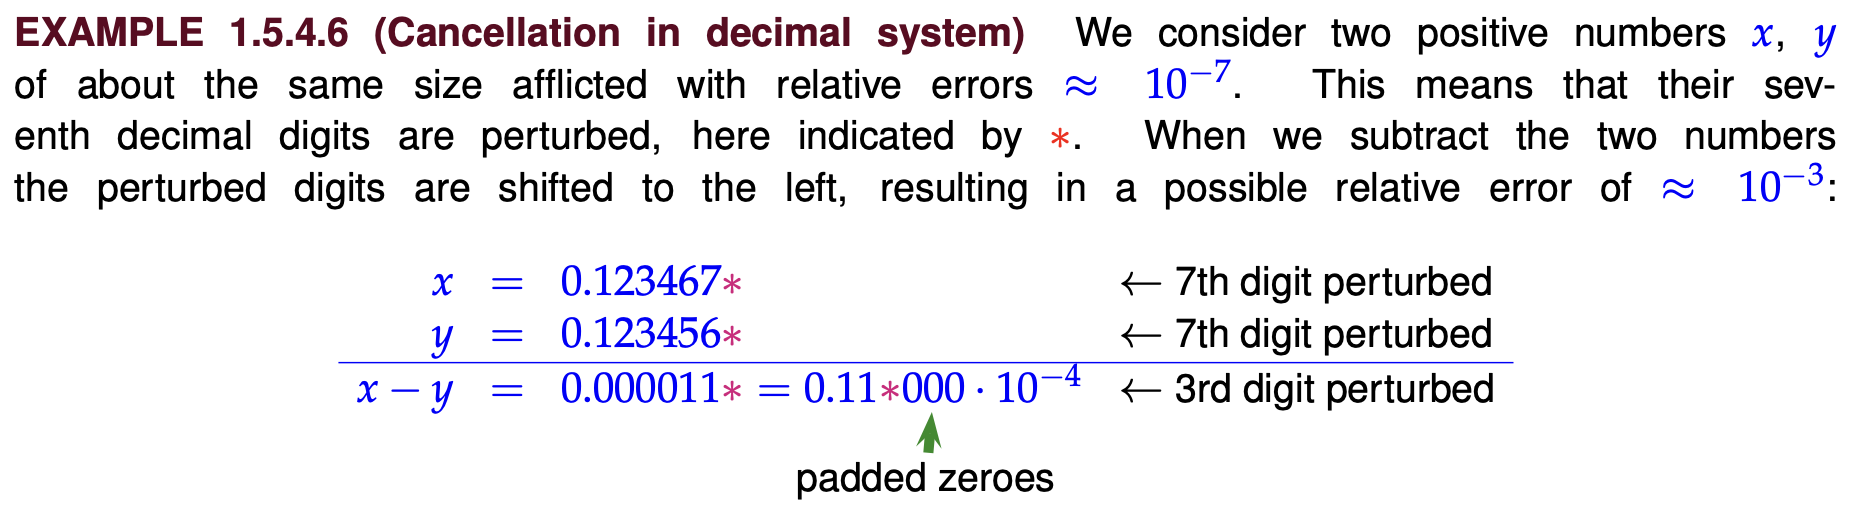 EXAMPLE 1.5.4.6 (Cancellation in decimal system) We consider two positive numbers x, y
of about the same size afflicted with relative errors ≈ 10⁻⁷. This means that their sev-
enth decimal digits are perturbed, here indicated by *. When we subtract the two numbers
the perturbed digits are shifted to the left, resulting in a possible relative error of ≈ 10⁻³:
x = 0.123467* ← 7th digit perturbed
y = 0.123456* ← 7th digit perturbed
x − y = 0.000011* = 0.11*000 · 10⁻⁴ ← 3rd digit perturbed
padded zeroes